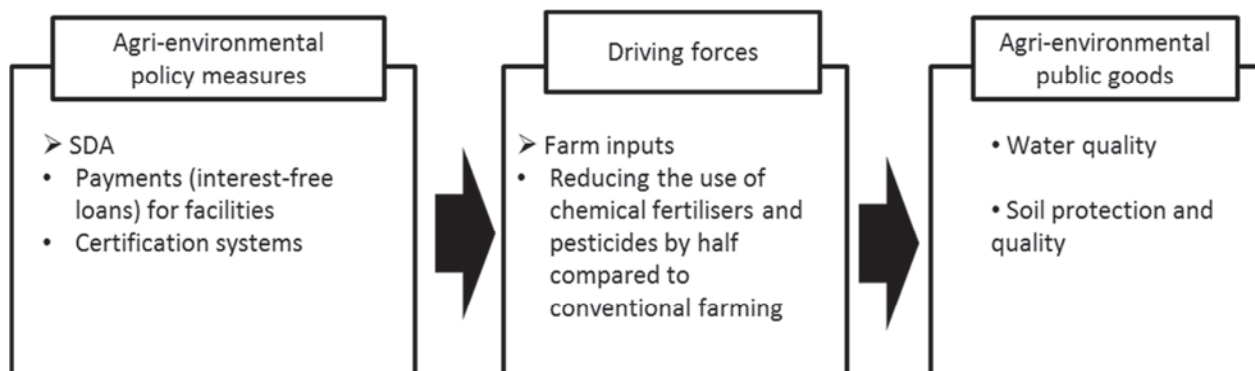 Agri-environmental
policy measures
➢ SDA
• Payments (interest-free
loans) for facilities
• Certification systems
Driving forces
➢ Farm inputs
• Reducing the use of
chemical fertilisers and
pesticides by half
compared to
conventional farming
Agri-environmental
public goods
• Water quality
• Soil protection and
quality